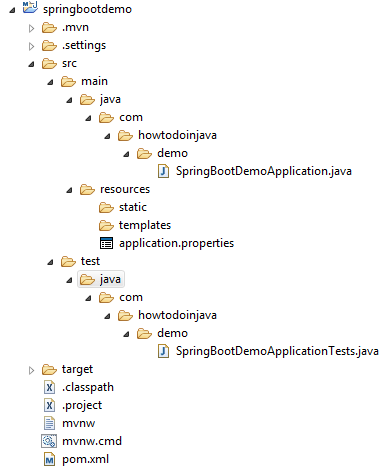 springbootdemo
.mvn
.settings
src
main
java
com
howtodoinjava
demo
SpringBootDemoApplication.java
resources
static
templates
application.properties
test
java
com
howtodoinjava
demo
SpringBootDemoApplicationTests.java
target
.classpath
.project
mvnw
mvnw.cmd
pom.xml